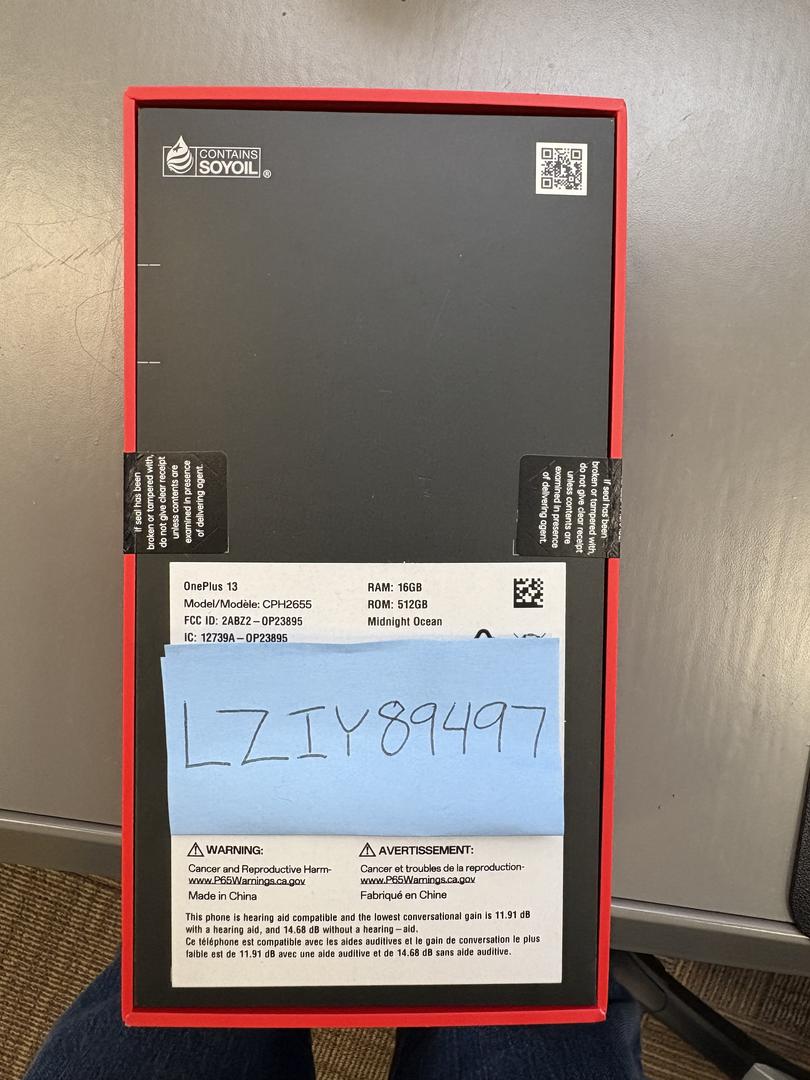 CONTAINS
SOYOIL®
If seal has been
broken or tampered with,
do not give clear receipt
unless contents are
examined in presence
of delivering agent.
If seal has been
broken or tampered with,
do not give clear receipt
unless contents are
examined in presence
of delivering agent.
OnePlus 13
Model/Modèle: CPH2655
FCC ID: 2ABZ2-OP23895
IC: 12739A-OP23895
RAM: 16GB
ROM: 512GB
Midnight Ocean
LZIY89497
WARNING:
Cancer and Reproductive Harm-
www.P65Warnings.ca.gov
Made in China
AVERTISSEMENT:
Cancer et troubles de la reproduction-
www.P65Warnings.ca.gov
Fabriqué en Chine
This phone is hearing aid compatible and the lowest conversational gain is 11.91 dB
with a hearing aid, and 14.68 dB without a hearing-aid.
Ce téléphone est compatible avec les aides auditives et le gain de conversation le plus
faible est de 11.91 dB avec une aide auditive et de 14.68 dB sans aide auditive.